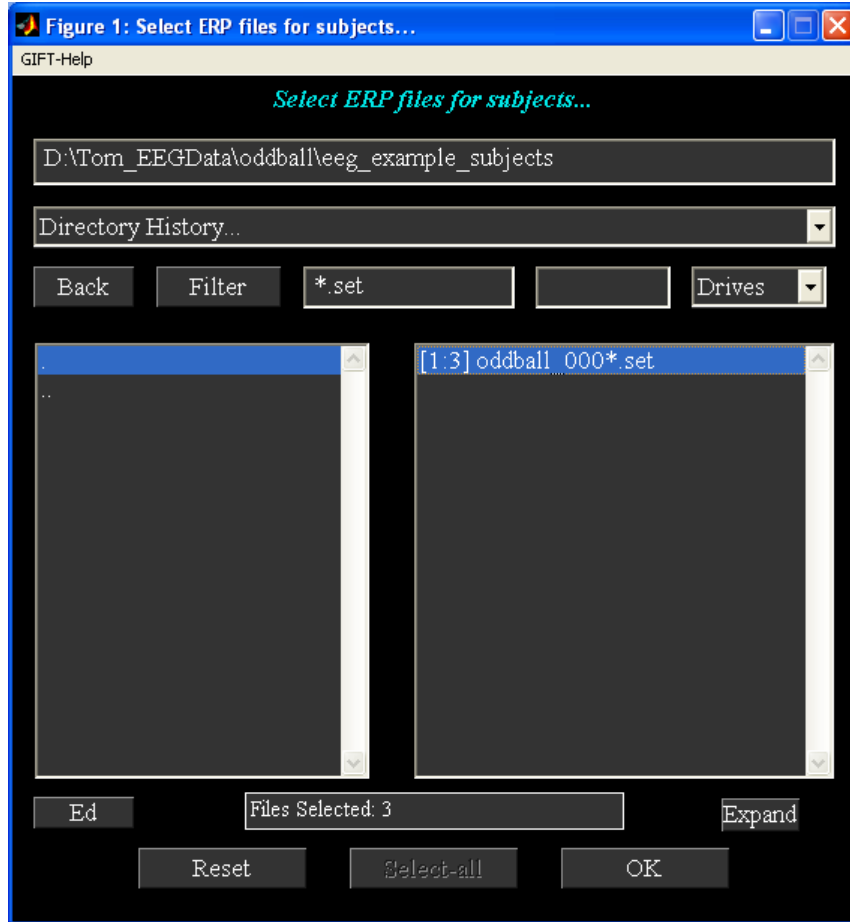 Figure 1: Select ERP files for subjects...
GIFT-Help
Select ERP files for subjects...
D:\Tom_EEGData\oddball\eeg_example_subjects
Directory History...
Back Filter *.set Drives
. [1:3] oddball_000*.set
..
Ed Files Selected: 3 Expand
Reset Select-all OK